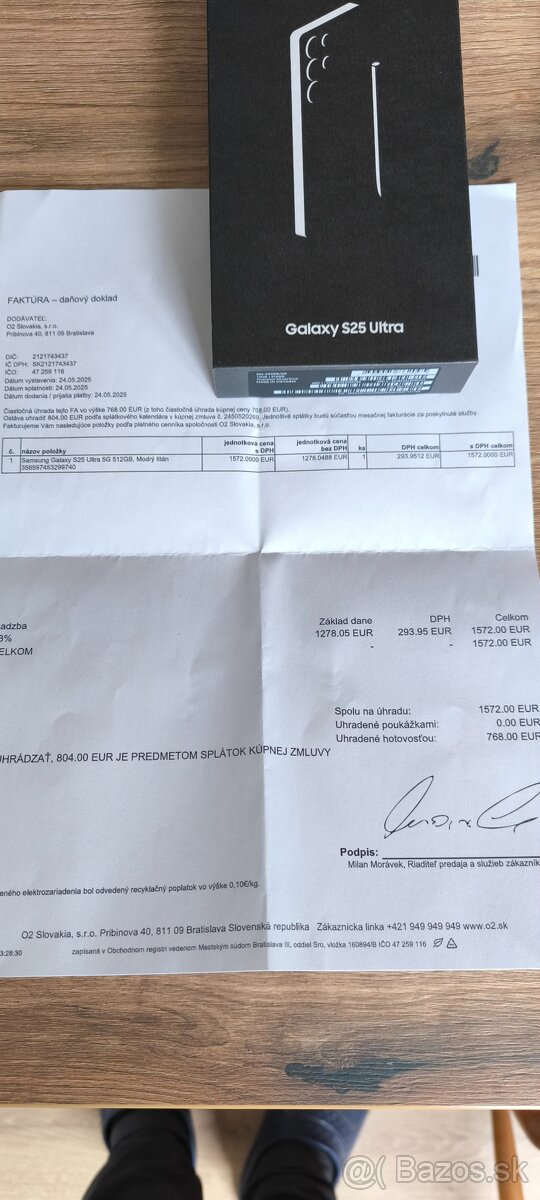 Galaxy S25 Ultra
FAKTÚRA – daňový doklad
DODÁVATEĽ:
O2 Slovakia, s.r.o.
Pribinova 40, 811 09 Bratislava
DIČ: 2121743437
IČ DPH: SK2121743437
IČO: 47 259 116
Dátum vystavenia: 24.05.2025
Dátum splatnosti: 24.05.2025
Dátum dodania / prijatia platby: 24.05.2025
Čiastočná úhrada tejto FA vo výške 768.00 EUR (z toho čiastočná úhrada kúpnej ceny 768.00 EUR).
Ostáva uhradiť 804.00 EUR podľa splátkového kalendára v kúpnej zmluve č. 2450520269. Jednotlivé splátky budú súčasťou mesačnej fakturácie za poskytnuté služby.
Fakturujeme Vám nasledujúce položky podľa platného cenníka spoločnosti O2 Slovakia, s.r.o.
č. názov položky jednotková cena s DPH jednotková cena bez DPH ks DPH celkom s DPH celkom
1 Samsung Galaxy S25 Ultra 5G 512GB, Modrý titán 1572.0000 EUR 1278.0488 EUR 1 293.9512 EUR 1572.0000 EUR
356597453299740
adzba Základ dane DPH Celkom
3% 1278.05 EUR 293.95 EUR 1572.00 EUR
ELKOM - - 1572.00 EUR
Spolu na úhradu: 1572.00 EUR
Uhradené poukážkami: 0.00 EUR
Uhradené hotovosťou: 768.00 EUR
UHRÁDZAŤ, 804.00 EUR JE PREDMETOM SPLÁTOK KÚPNEJ ZMLUVY
Podpis:
Milan Morávek, Riaditeľ predaja a služieb zákazník
eného elektrozariadenia bol odvedený recyklačný poplatok vo výške 0,10€/kg.
O2 Slovakia, s.r.o. Pribinova 40, 811 09 Bratislava Slovenská republika Zákaznícka linka +421 949 949 949 www.o2.sk
3:28:30 zapísaná v Obchodnom registri vedenom Mestským súdom Bratislava III, oddiel Sro, vložka 160894/B IČO 47 259 116
@( Bazos.sk